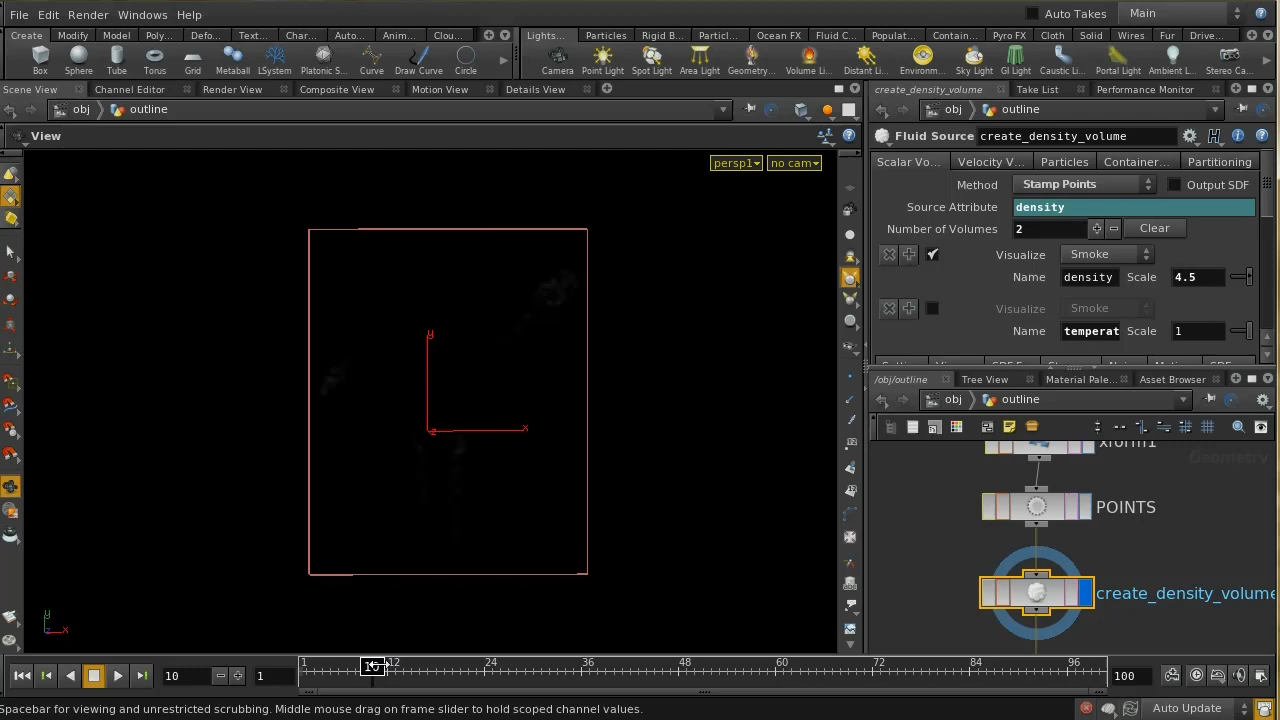 File Edit Render Windows Help Auto Takes Main
Create Modify Model Poly... Defo... Text... Char... Auto... Anim... Clou... Lights... Particles Rigid B... Particl... Ocean FX Fluid C... Populat... Contain... Pyro FX Cloth Solid Wires Fur Drive...
Box Sphere Tube Torus Grid Metaball LSystem Platonic S... Curve Draw Curve Circle Camera Point Light Spot Light Area Light Geometry... Volume Li... Distant Li... Environm... Sky Light GI Light Caustic Li... Portal Light Ambient L... Stereo Ca...
Scene View Channel Editor Render View Composite View Motion View Details View create_density_volume Take List Performance Monitor
obj outline obj outline
View Fluid Source create_density_volume
persp1 no cam Scalar Vo... Velocity V... Particles Container... Partitioning
Method Stamp Points Output SDF
Source Attribute density
Number of Volumes 2 Clear
Visualize Smoke
Name density Scale 4.5
Visualize Smoke
Name temperat Scale 1
y
z x
/obj/outline Tree View Material Pale... Asset Browser
obj outline
xform1
Geometry
POINTS
create_density_volume
y
z x
1 12 24 36 48 60 72 84 96
10 1 100
Spacebar for viewing and unrestricted scrubbing. Middle mouse drag on frame slider to hold scoped channel values. Auto Update